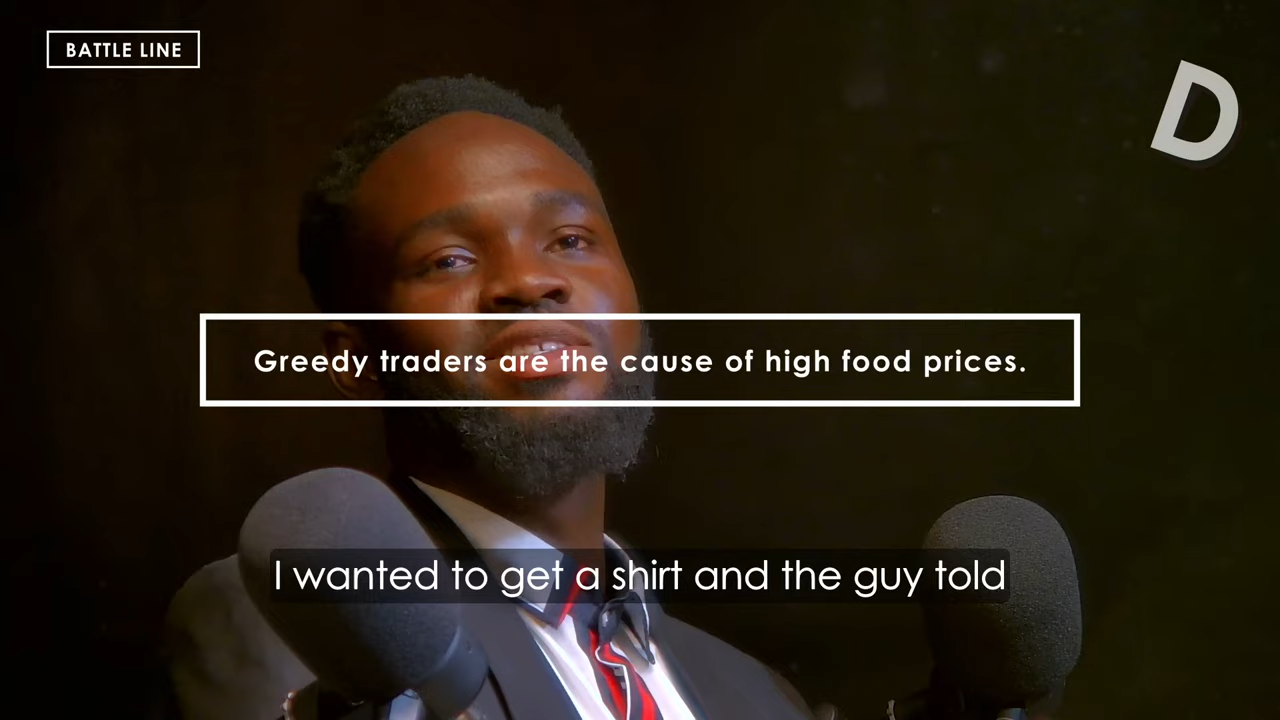 BATTLE LINE
D
Greedy traders are the cause of high food prices.
I wanted to get a shirt and the guy told